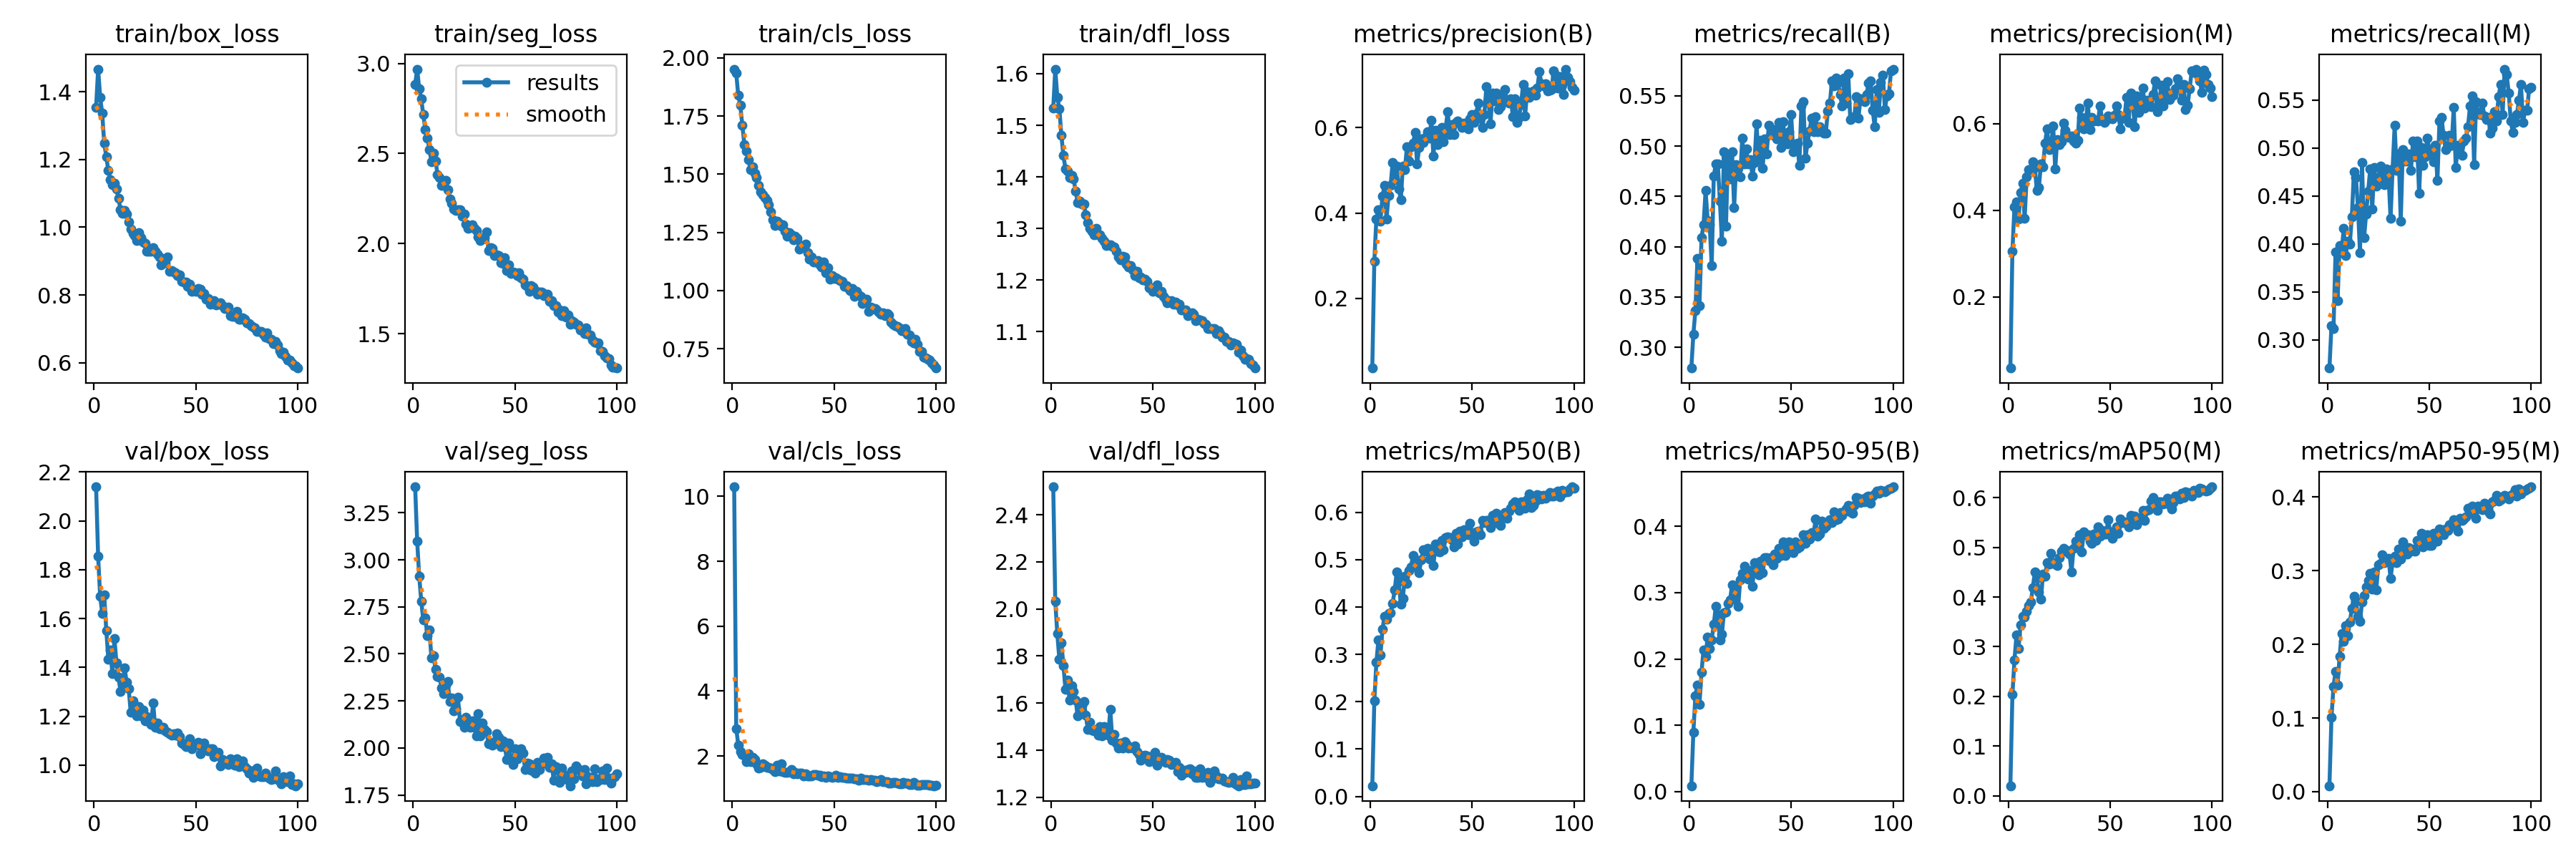 train/box_loss
train/seg_loss
train/cls_loss
train/dfl_loss
metrics/precision(B)
metrics/recall(B)
metrics/precision(M)
metrics/recall(M)
results
smooth
1.4
1.2
1.0
0.8
0.6
0 50 100
3.0
2.5
2.0
1.5
0 50 100
2.00
1.75
1.50
1.25
1.00
0.75
0 50 100
1.6
1.5
1.4
1.3
1.2
1.1
0 50 100
0.6
0.4
0.2
0 50 100
0.55
0.50
0.45
0.40
0.35
0.30
0 50 100
0.6
0.4
0.2
0 50 100
0.55
0.50
0.45
0.40
0.35
0.30
0 50 100
val/box_loss
val/seg_loss
val/cls_loss
val/dfl_loss
metrics/mAP50(B)
metrics/mAP50-95(B)
metrics/mAP50(M)
metrics/mAP50-95(M)
2.2
2.0
1.8
1.6
1.4
1.2
1.0
0 50 100
3.25
3.00
2.75
2.50
2.25
2.00
1.75
0 50 100
10
8
6
4
2
0 50 100
2.4
2.2
2.0
1.8
1.6
1.4
1.2
0 50 100
0.6
0.5
0.4
0.3
0.2
0.1
0.0
0 50 100
0.4
0.3
0.2
0.1
0.0
0 50 100
0.6
0.5
0.4
0.3
0.2
0.1
0.0
0 50 100
0.4
0.3
0.2
0.1
0.0
0 50 100